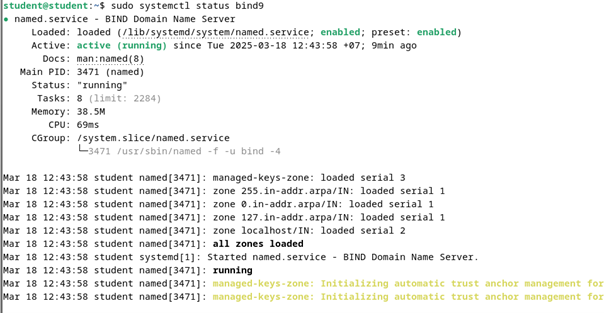 student@student:~$ sudo systemctl status bind9
● named.service - BIND Domain Name Server
     Loaded: loaded (/lib/systemd/system/named.service; enabled; preset: enabled)
     Active: active (running) since Tue 2025-03-18 12:43:58 +07; 9min ago
       Docs: man:named(8)
   Main PID: 3471 (named)
     Status: "running"
      Tasks: 8 (limit: 2284)
     Memory: 38.5M
        CPU: 69ms
     CGroup: /system.slice/named.service
             └─3471 /usr/sbin/named -f -u bind -4
Mar 18 12:43:58 student named[3471]: managed-keys-zone: loaded serial 3
Mar 18 12:43:58 student named[3471]: zone 255.in-addr.arpa/IN: loaded serial 1
Mar 18 12:43:58 student named[3471]: zone 0.in-addr.arpa/IN: loaded serial 1
Mar 18 12:43:58 student named[3471]: zone 127.in-addr.arpa/IN: loaded serial 1
Mar 18 12:43:58 student named[3471]: zone localhost/IN: loaded serial 2
Mar 18 12:43:58 student named[3471]: all zones loaded
Mar 18 12:43:58 student systemd[1]: Started named.service - BIND Domain Name Server.
Mar 18 12:43:58 student named[3471]: running
Mar 18 12:43:58 student named[3471]: managed-keys-zone: Initializing automatic trust anchor management for
Mar 18 12:43:58 student named[3471]: managed-keys-zone: Initializing automatic trust anchor management for